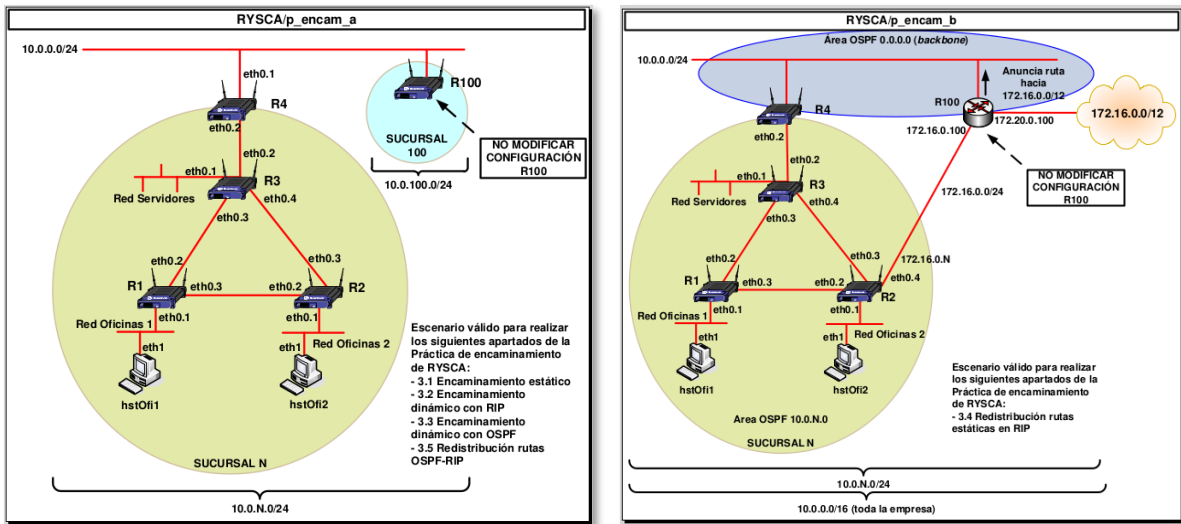 RYSCA/p_encam_a
10.0.0.0/24
eth0.1
R100
R4
eth0.2
SUCURSAL
100
NO MODIFICAR
CONFIGURACIÓN
R100
10.0.100.0/24
eth0.2
eth0.1
R3
Red Servidores
eth0.4
eth0.3
eth0.2
eth0.3
R1
eth0.3
eth0.2
R2
eth0.1
eth0.1
Red Oficinas 1
Red Oficinas 2
eth1
eth1
hstOfi1
hstOfi2
Escenario válido para realizar
los siguientes apartados de la
Práctica de encaminamiento
de RYSCA:
- 3.1 Encaminamiento estático
- 3.2 Encaminamiento
dinámico con RIP
- 3.3 Encaminamiento
dinámico con OSPF
- 3.5 Redistribución rutas
OSPF-RIP
SUCURSAL N
10.0.N.0/24
RYSCA/p_encam_b
Área OSPF 0.0.0.0 (backbone)
10.0.0.0/24
Anuncia ruta
hacia
172.16.0.0/12
R100
R4
172.20.0.100
172.16.0.0/12
172.16.0.100
eth0.2
NO MODIFICAR
CONFIGURACIÓN
R100
eth0.2
eth0.1
R3
172.16.0.0/24
Red Servidores
eth0.4
eth0.3
eth0.2
eth0.3
172.16.0.N
R1
eth0.3
eth0.2
eth0.4
R2
eth0.1
eth0.1
Red Oficinas 1
Red Oficinas 2
eth1
eth1
hstOfi1
hstOfi2
Escenario válido para realizar
los siguientes apartados de la
Práctica de encaminamiento
de RYSCA:
- 3.4 Redistribución rutas
estáticas en RIP
Área OSPF 10.0.N.0
SUCURSAL N
10.0.N.0/24
10.0.0.0/16 (toda la empresa)